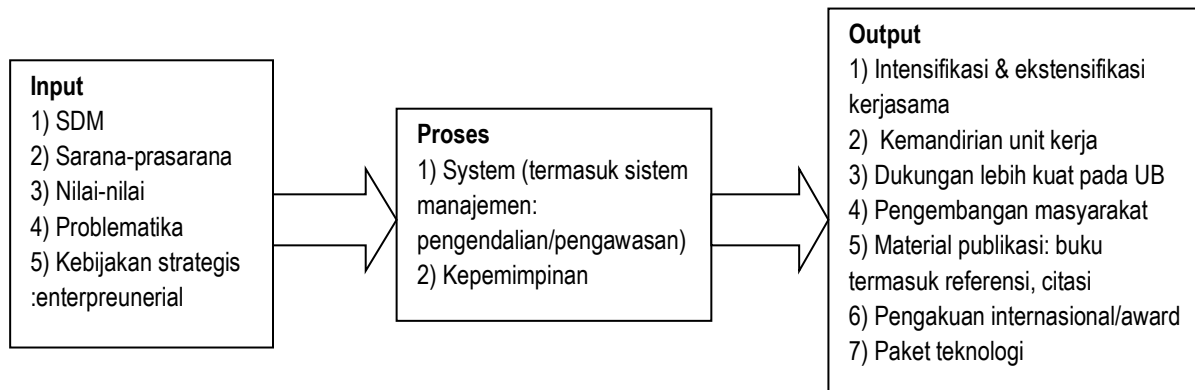 Input
1) SDM
2) Sarana-prasarana
3) Nilai-nilai
4) Problematika
5) Kebijakan strategis
:enterpreunerial
Proses
1) System (termasuk sistem
manajemen:
pengendalian/pengawasan)
2) Kepemimpinan
Output
1) Intensifikasi & ekstensifikasi
kerjasama
2) Kemandirian unit kerja
3) Dukungan lebih kuat pada UB
4) Pengembangan masyarakat
5) Material publikasi: buku
termasuk referensi, citasi
6) Pengakuan internasional/award
7) Paket teknologi